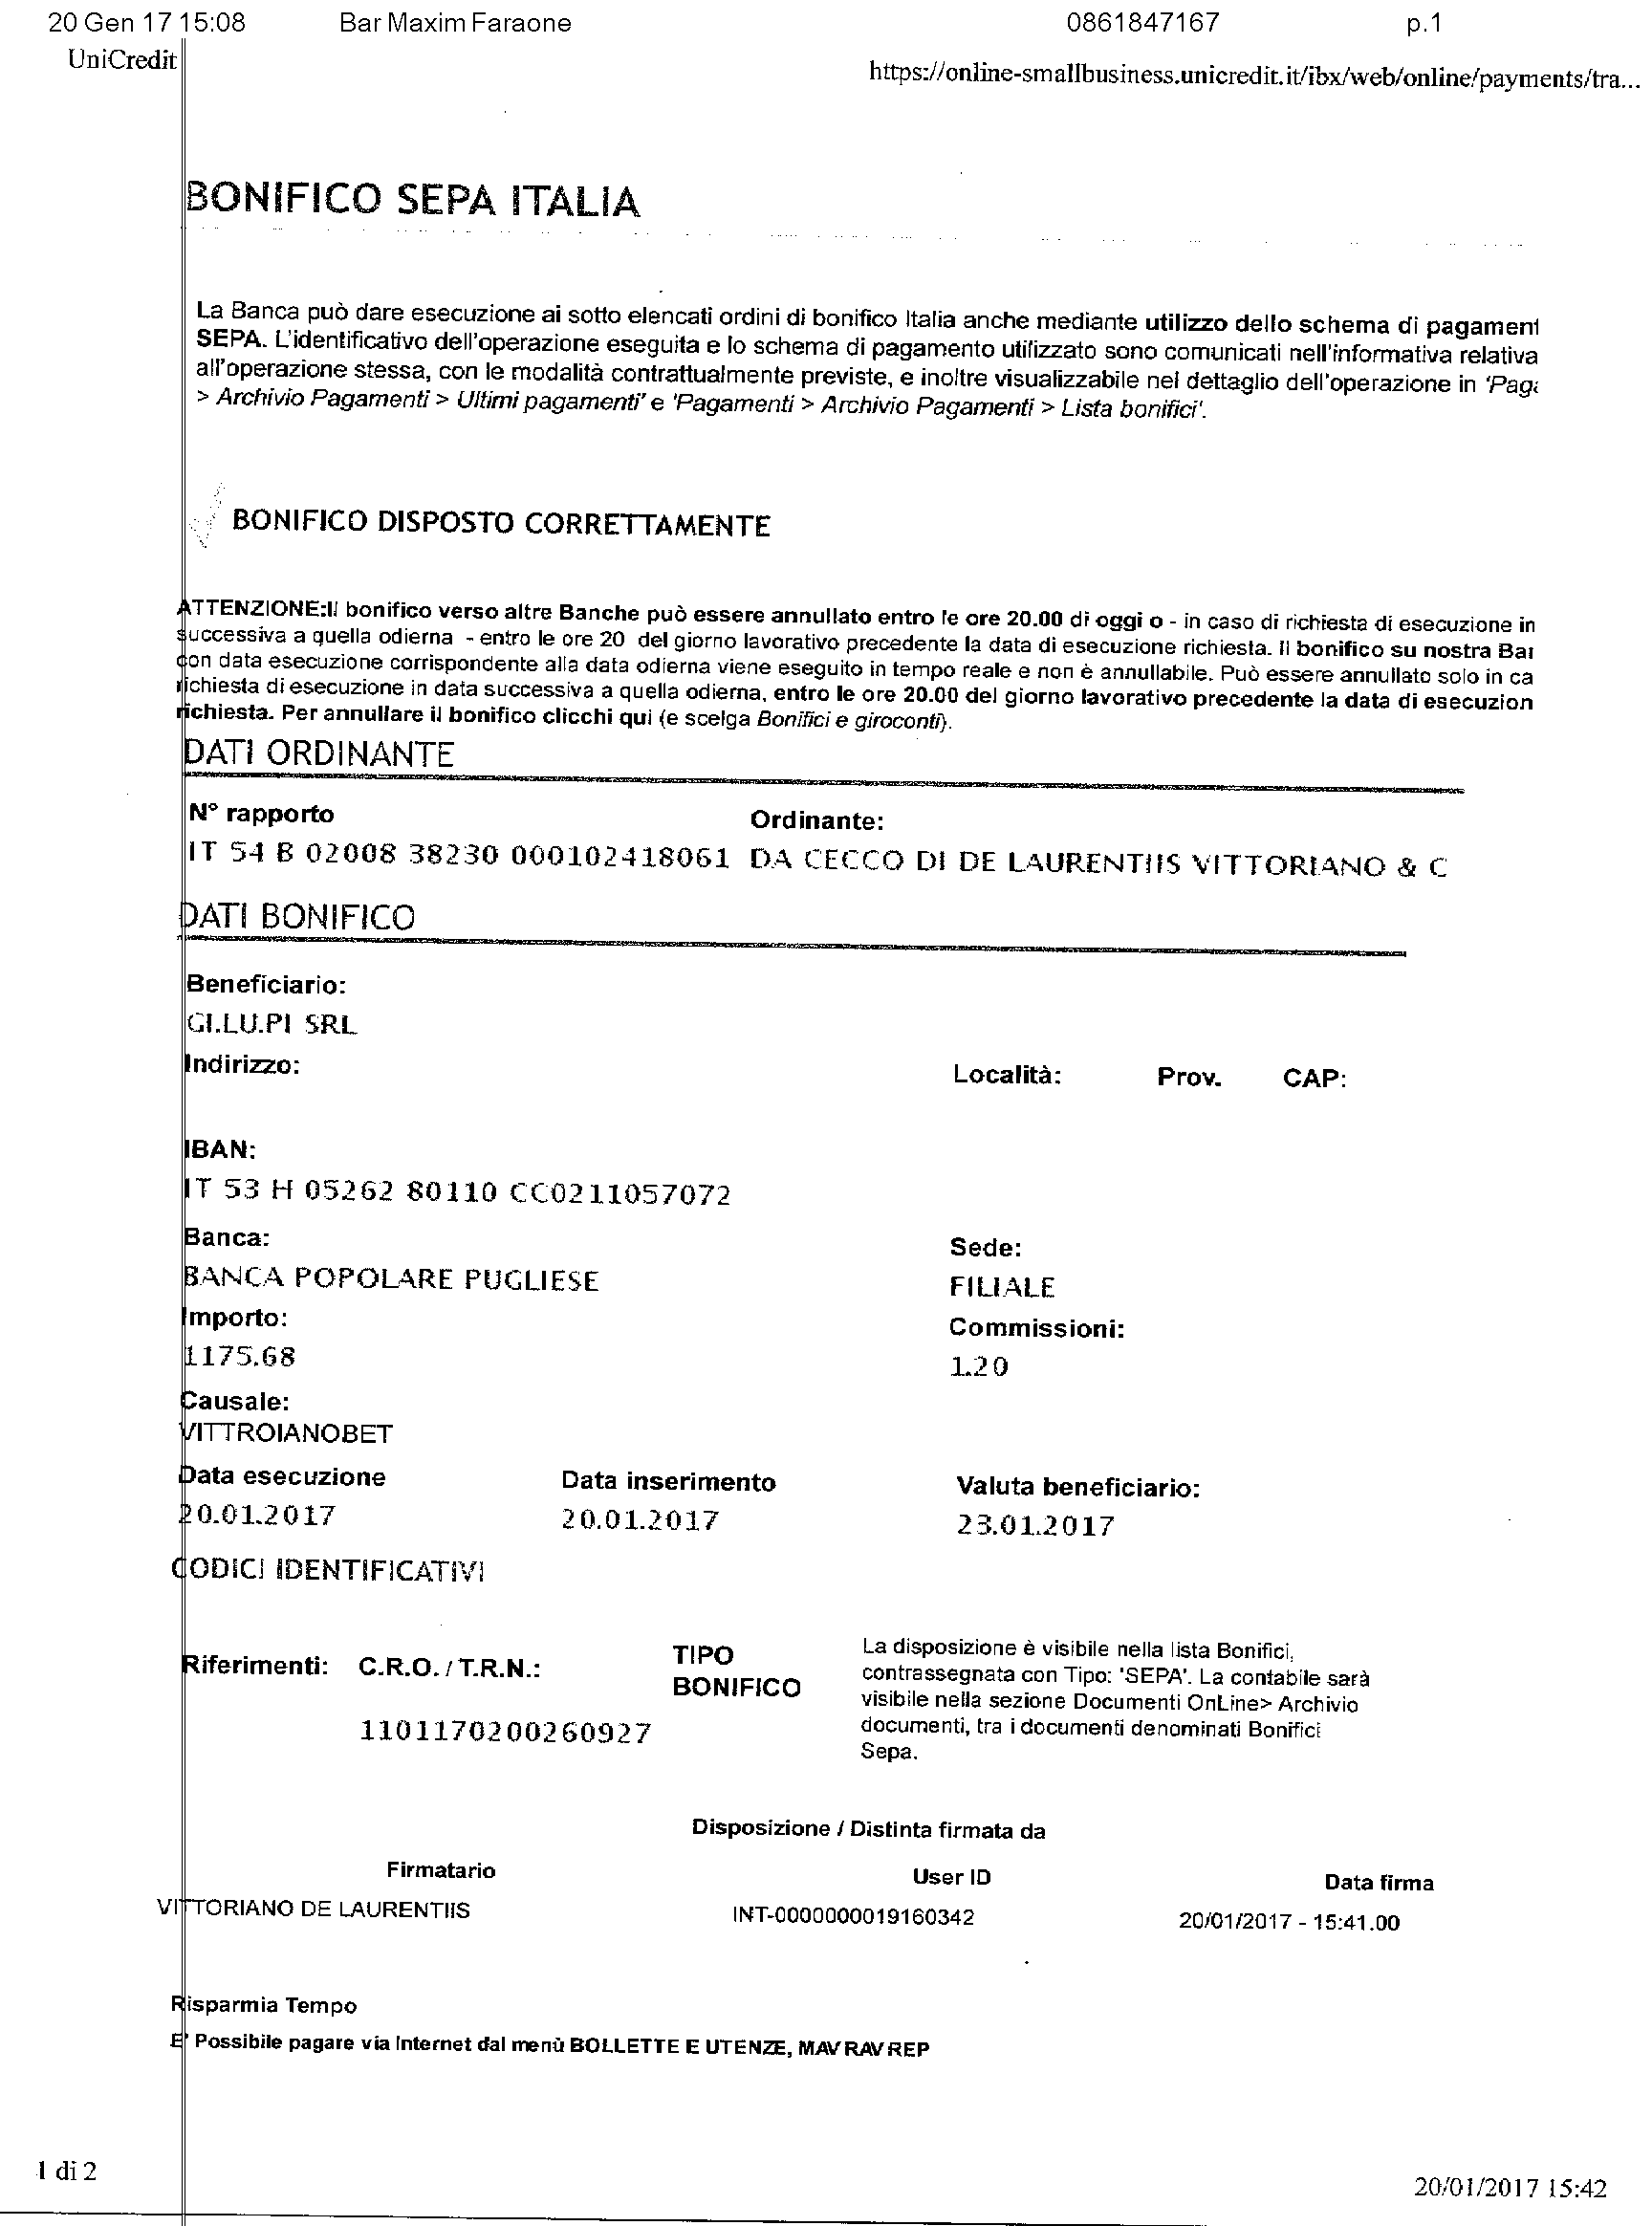 20 Gen 17 15:08 Bar Maxim Faraone 0861847167 p.1
UniCredit https://online-smallbusiness.unicredit.it/ibx/web/online/payments/tra...
BONIFICO SEPA ITALIA
La Banca può dare esecuzione ai sotto elencati ordini di bonifico Italia anche mediante utilizzo dello schema di pagament
SEPA. L'identificativo dell'operazione eseguita e lo schema di pagamento utilizzato sono comunicati nell'informativa relativa
all'operazione stessa, con le modalità contrattualmente previste, e inoltre visualizzabile nel dettaglio dell'operazione in 'Paga
> Archivio Pagamenti > Ultimi pagamenti' e 'Pagamenti > Archivio Pagamenti > Lista bonifici'.
BONIFICO DISPOSTO CORRETTAMENTE
ATTENZIONE:Il bonifico verso altre Banche può essere annullato entro le ore 20.00 di oggi o - in caso di richiesta di esecuzione in
successiva a quella odierna - entro le ore 20 del giorno lavorativo precedente la data di esecuzione richiesta. Il bonifico su nostra Ban
con data esecuzione corrispondente alla data odierna viene eseguito in tempo reale e non è annullabile. Può essere annullato solo in ca
richiesta di esecuzione in data successiva a quella odierna, entro le ore 20.00 del giorno lavorativo precedente la data di esecuzion
richiesta. Per annullare il bonifico clicchi qui (e scelga Bonifici e giroconti).
DATI ORDINANTE
N° rapporto Ordinante:
IT 54 B 02008 38230 000102418061 DA CECCO DI DE LAURENTIIS VITTORIANO & C
DATI BONIFICO
Beneficiario:
GI.LU.PI SRL
Indirizzo: Località: Prov. CAP:
IBAN:
IT 53 H 05262 80110 CC0211057072
Banca: Sede:
BANCA POPOLARE PUGLIESE FILIALE
Importo: Commissioni:
1175.68 1.20
Causale:
VITTROIANOBET
Data esecuzione Data inserimento Valuta beneficiario:
20.01.2017 20.01.2017 23.01.2017
CODICI IDENTIFICATIVI
Riferimenti: C.R.O. / T.R.N.: TIPO BONIFICO
1101170200260927
La disposizione è visibile nella lista Bonifici,
contrassegnata con Tipo: 'SEPA'. La contabile sarà
visibile nella sezione Documenti OnLine> Archivio
documenti, tra i documenti denominati Bonifici
Sepa.
Disposizione / Distinta firmata da
Firmatario User ID Data firma
VITTORIANO DE LAURENTIIS INT-0000000019160342 20/01/2017 - 15:41.00
Risparmia Tempo
E' Possibile pagare via Internet dal menù BOLLETTE E UTENZE, MAV RAV REP
1 di 2 20/01/2017 15:42